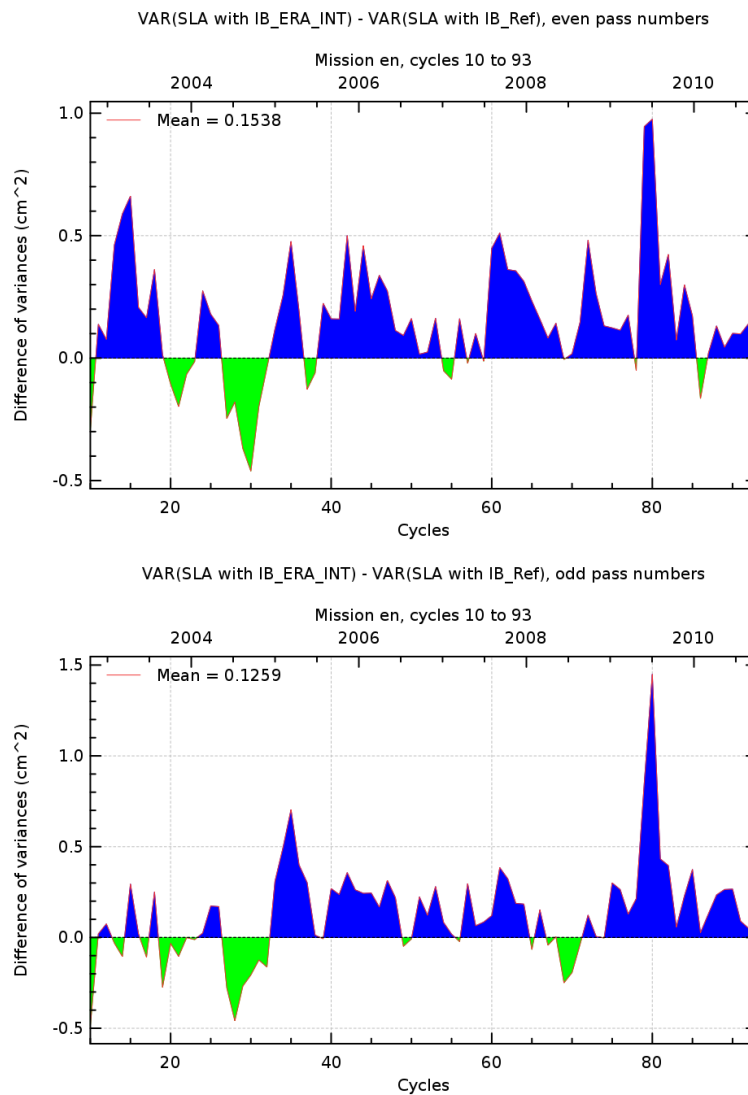 VAR(SLA with IB_ERA_INT) - VAR(SLA with IB_Ref), even pass numbers
Mission en, cycles 10 to 93
2004 2006 2008 2010
Mean = 0.1538
1.0
0.5
0.0
-0.5
Difference of variances (cm^2)
20 40 60 80
Cycles
VAR(SLA with IB_ERA_INT) - VAR(SLA with IB_Ref), odd pass numbers
Mission en, cycles 10 to 93
2004 2006 2008 2010
Mean = 0.1259
1.5
1.0
0.5
0.0
-0.5
Difference of variances (cm^2)
20 40 60 80
Cycles